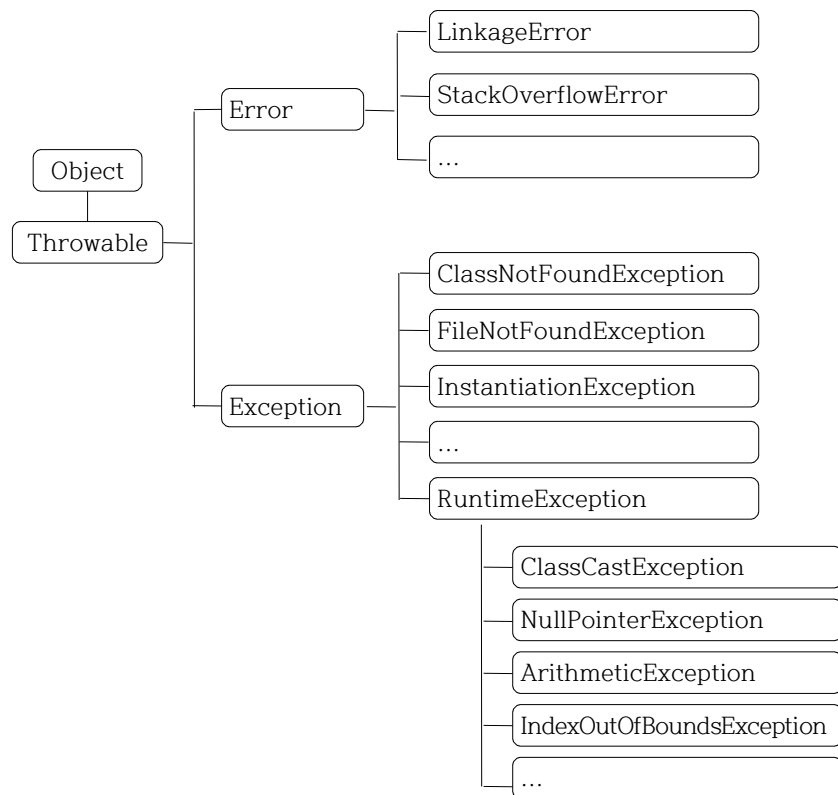 LinkageError
StackOverflowError
Error
...
Object
Throwable
ClassNotFoundException
FileNotFoundException
InstantiationException
Exception
...
RuntimeException
ClassCastException
NullPointerException
ArithmeticException
IndexOutOfBoundsException
...